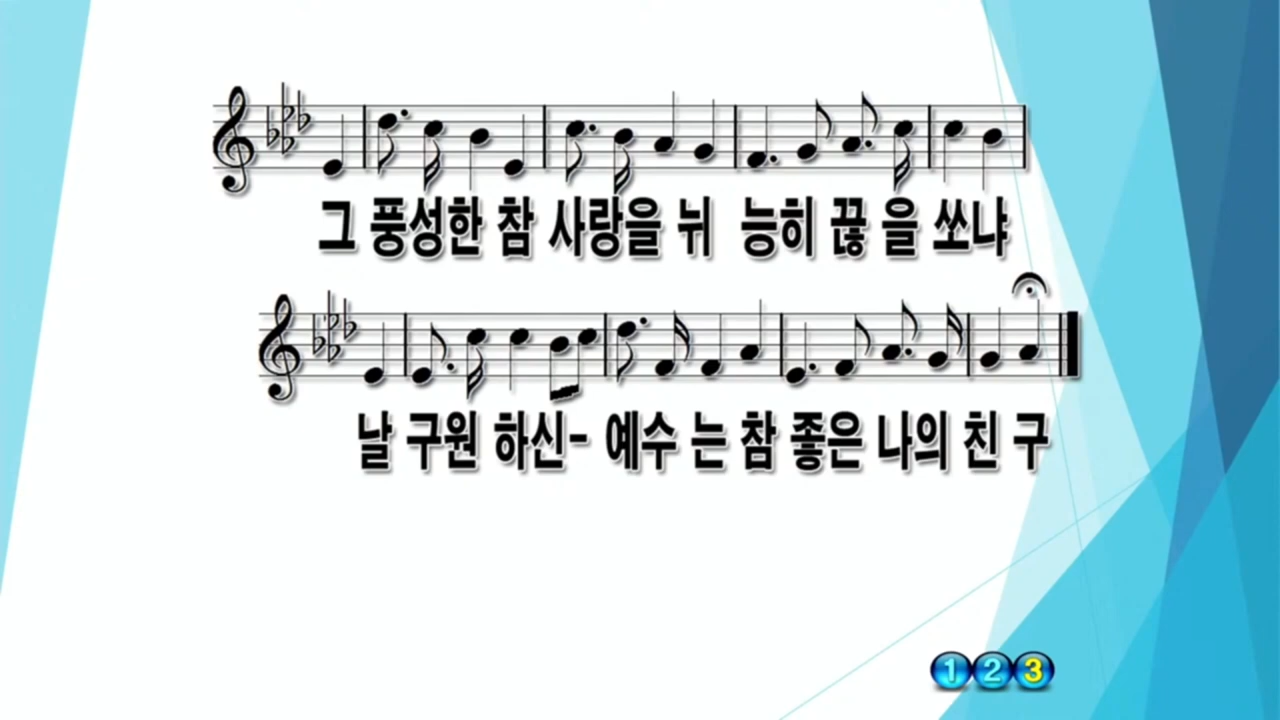 그 풍성한 참 사랑을 뉘 능히 끊 을 쏘냐
날 구원 하신- 예수 는 참 좋은 나의 친 구
1 2 3